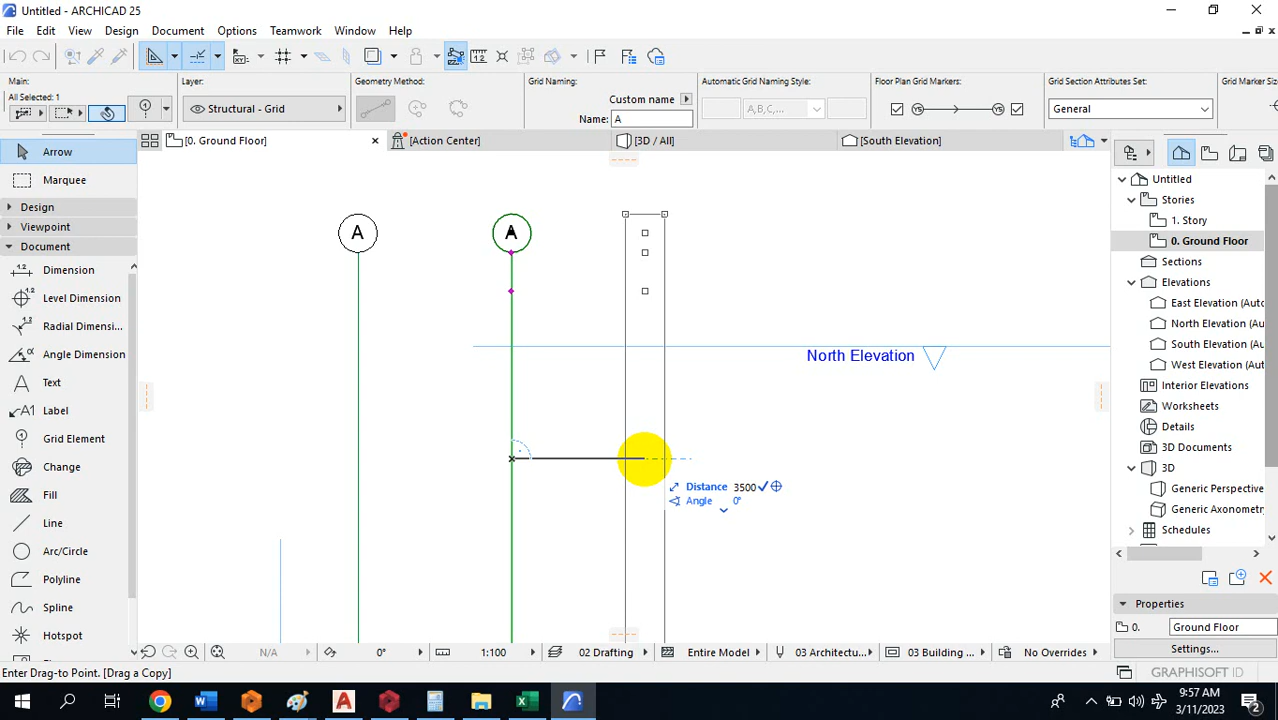 Untitled - ARCHICAD 25
File Edit View Design Document Options Teamwork Window Help
Main: Layer: Geometry Method: Grid Naming: Automatic Grid Naming Style: Floor Plan Grid Markers: Grid Section Attributes Set: Grid Marker Siz
All Selected: 1 Structural - Grid Custom name A,B,C,... General
Name: A
[0. Ground Floor] [Action Center] [3D / All] [South Elevation]
Arrow
Marquee
Design
Viewpoint
Document
Dimension
Level Dimension
Radial Dimensi...
Angle Dimension
Text
Label
Grid Element
Change
Fill
Line
Arc/Circle
Polyline
Spline
Hotspot
A A
North Elevation
Distance 3500
Angle 0°
Untitled
Stories
1. Story
0. Ground Floor
Sections
Elevations
East Elevation (Auto
North Elevation (Au
South Elevation (Au
West Elevation (Aut
Interior Elevations
Worksheets
Details
3D Documents
3D
Generic Perspective
Generic Axonometry
Schedules
Properties
0. Ground Floor
Settings...
N/A 0° 1:100 02 Drafting Entire Model 03 Architectu... 03 Building ... No Overrides
Enter Drag-to Point. [Drag a Copy] GRAPHISOFT ID
9:57 AM
3/11/2023
2